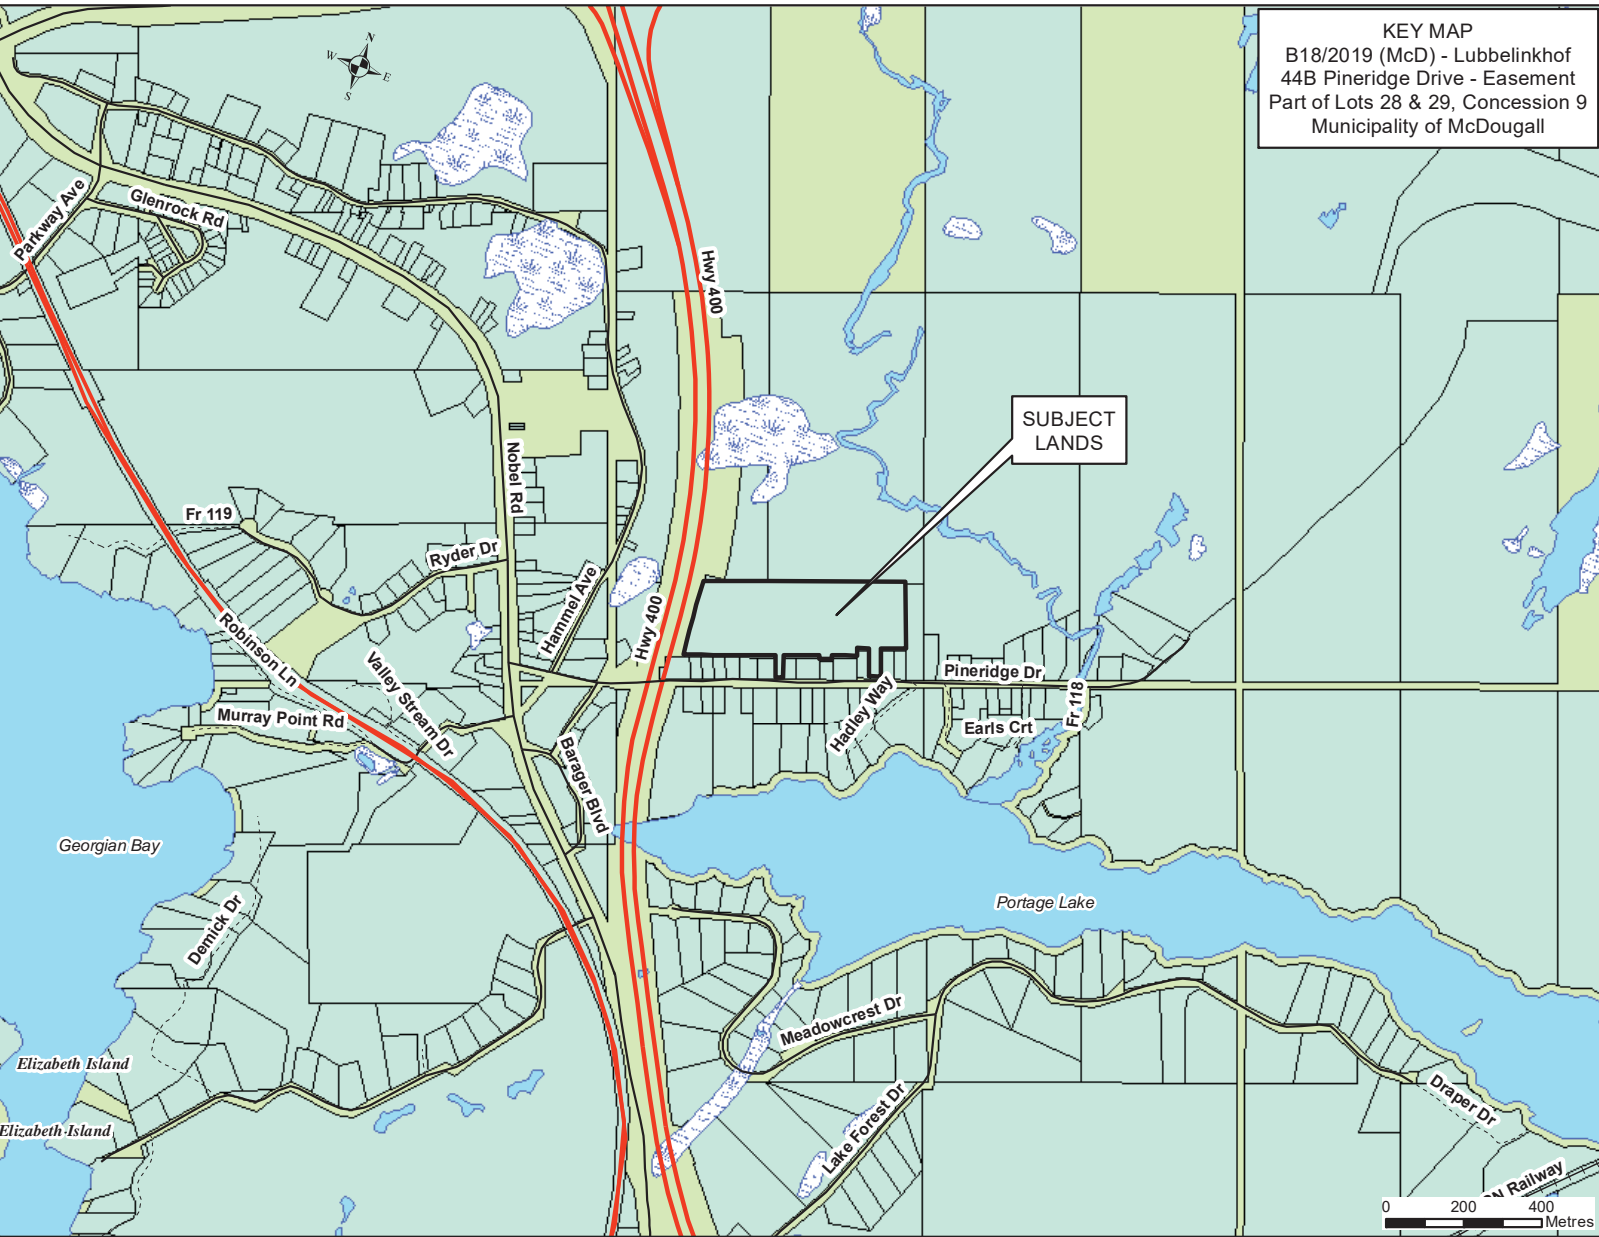 KEY MAP
B18/2019 (McD) - Lubbelinkhof
44B Pineridge Drive - Easement
Part of Lots 28 & 29, Concession 9
Municipality of McDougall
N
W
E
S
Parkway Ave
Glenrock Rd
Hwy 400
SUBJECT
LANDS
Nobel Rd
Fr 119
Ryder Dr
Hammel Ave
Hwy 400
Robinson Ln
Valley Stream Dr
Murray Point Rd
Pineridge Dr
Hadley Way
Earls Crt
Fr 118
Barager Blvd
Georgian Bay
Portage Lake
Demick Dr
Meadowcrest Dr
Elizabeth Island
Elizabeth Island
Lake Forest Dr
Draper Dr
Railway
0 200 400
Metres